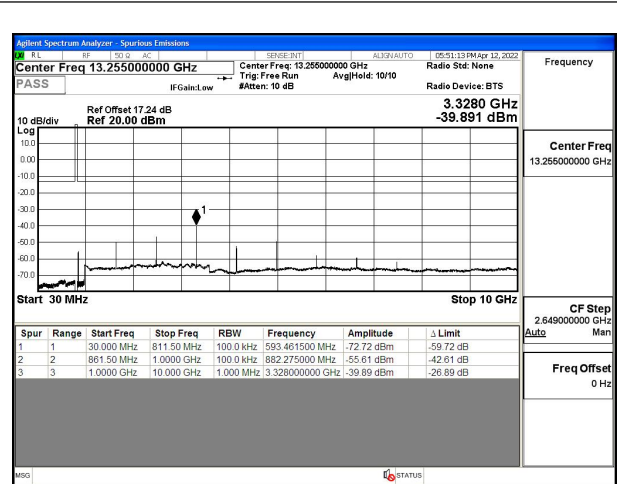 Agilent Spectrum Analyzer - Spurious Emissions
RL RF 50 Ω AC SENSE:INT ALIGN AUTO 05:51:13 PM Apr 12, 2022
Center Freq 13.255000000 GHz Center Freq: 13.255000000 GHz Radio Std: None
Trig: Free Run Avg|Hold: 10/10
PASS IFGain:Low #Atten: 10 dB Radio Device: BTS
Frequency
Ref Offset 17.24 dB 3.3280 GHz
10 dB/div Ref 20.00 dBm -39.891 dBm
Log
10.0
0.00
-10.0
-20.0
-30.0
1
-40.0
-50.0
-60.0
-70.0
Start 30 MHz Stop 10 GHz
Center Freq
13.255000000 GHz
CF Step
2.649000000 GHz
Auto Man
Freq Offset
0 Hz
Spur Range Start Freq Stop Freq RBW Frequency Amplitude Δ Limit
1 1 30.000 MHz 811.50 MHz 100.0 kHz 593.461500 MHz -72.72 dBm -59.72 dB
2 2 861.50 MHz 1.0000 GHz 100.0 kHz 882.275000 MHz -55.61 dBm -42.61 dB
3 3 1.0000 GHz 10.000 GHz 1.000 MHz 3.328000000 GHz -39.89 dBm -26.89 dB
MSG STATUS